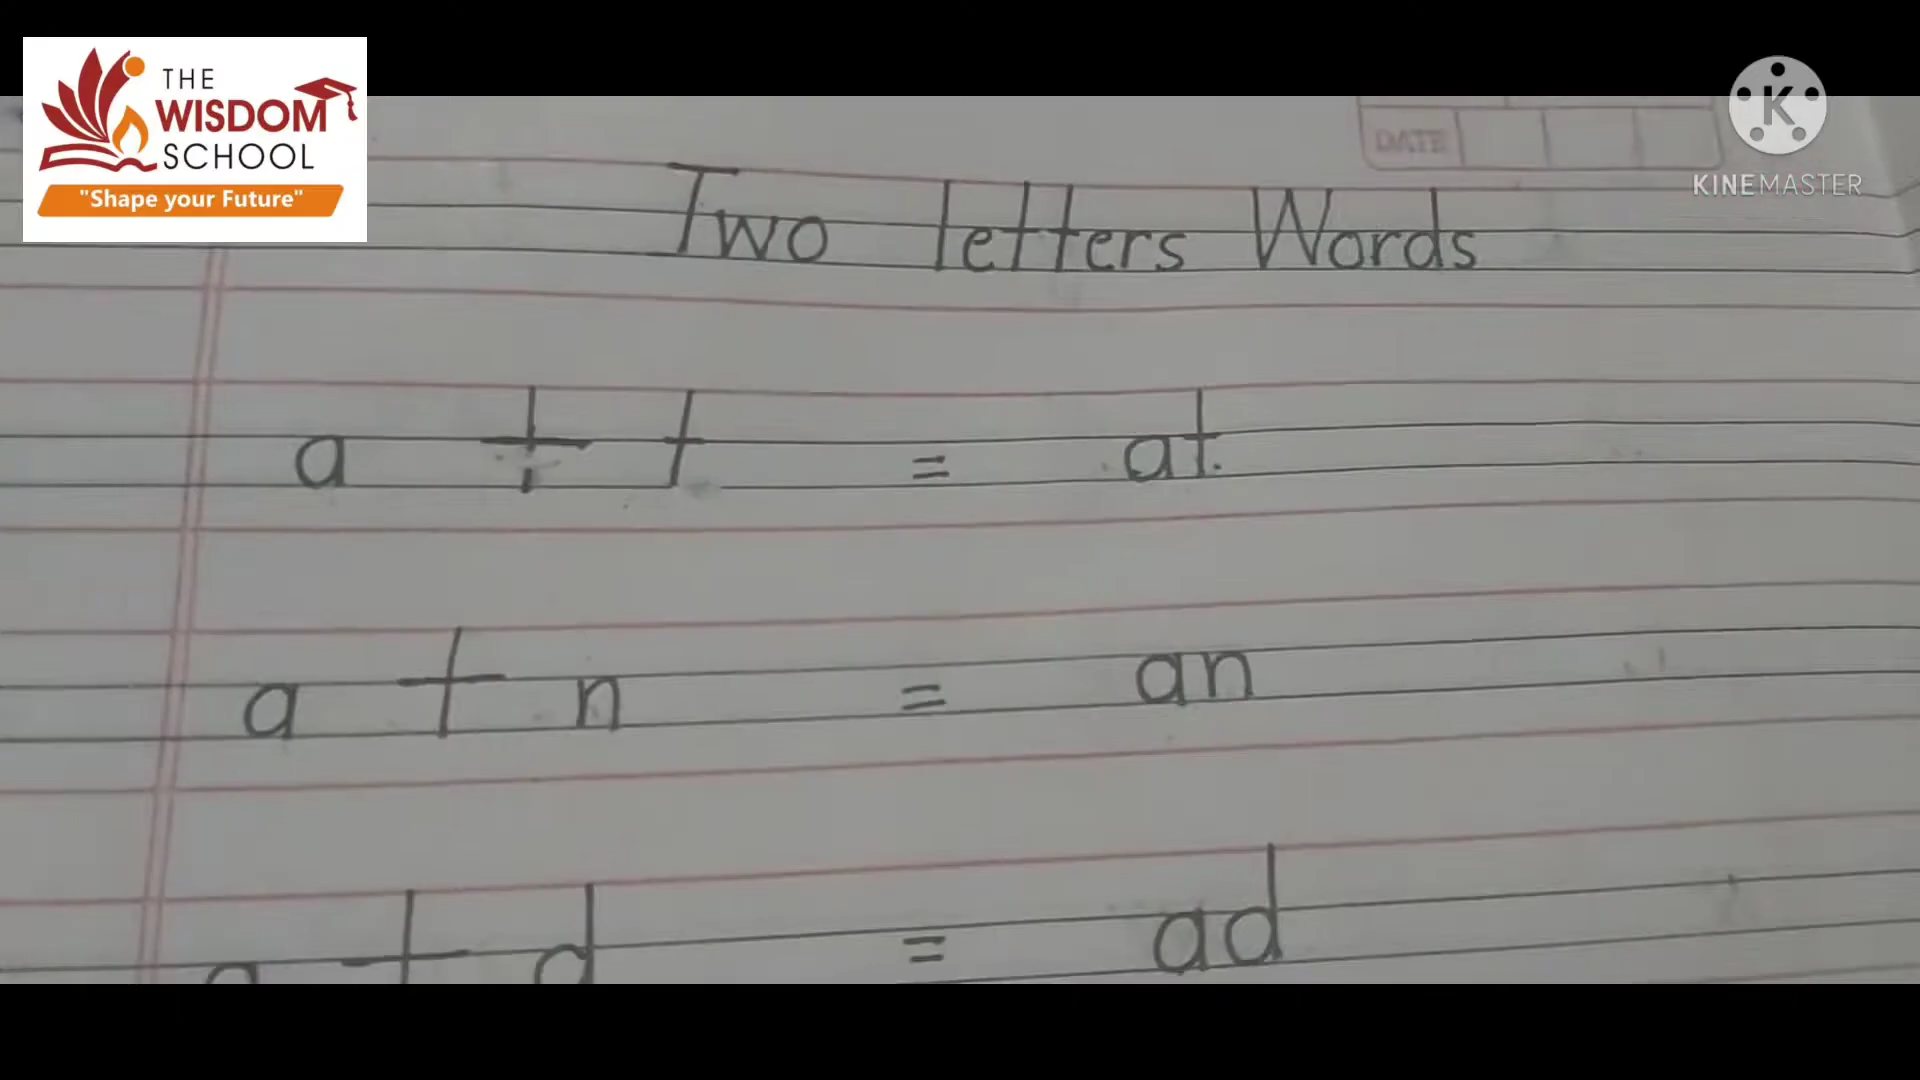 THE
WISDOM
SCHOOL
"Shape your Future"
K
KINEMASTER
DATE
Two letters Words
a + t = at
a + n = an
a + d = ad